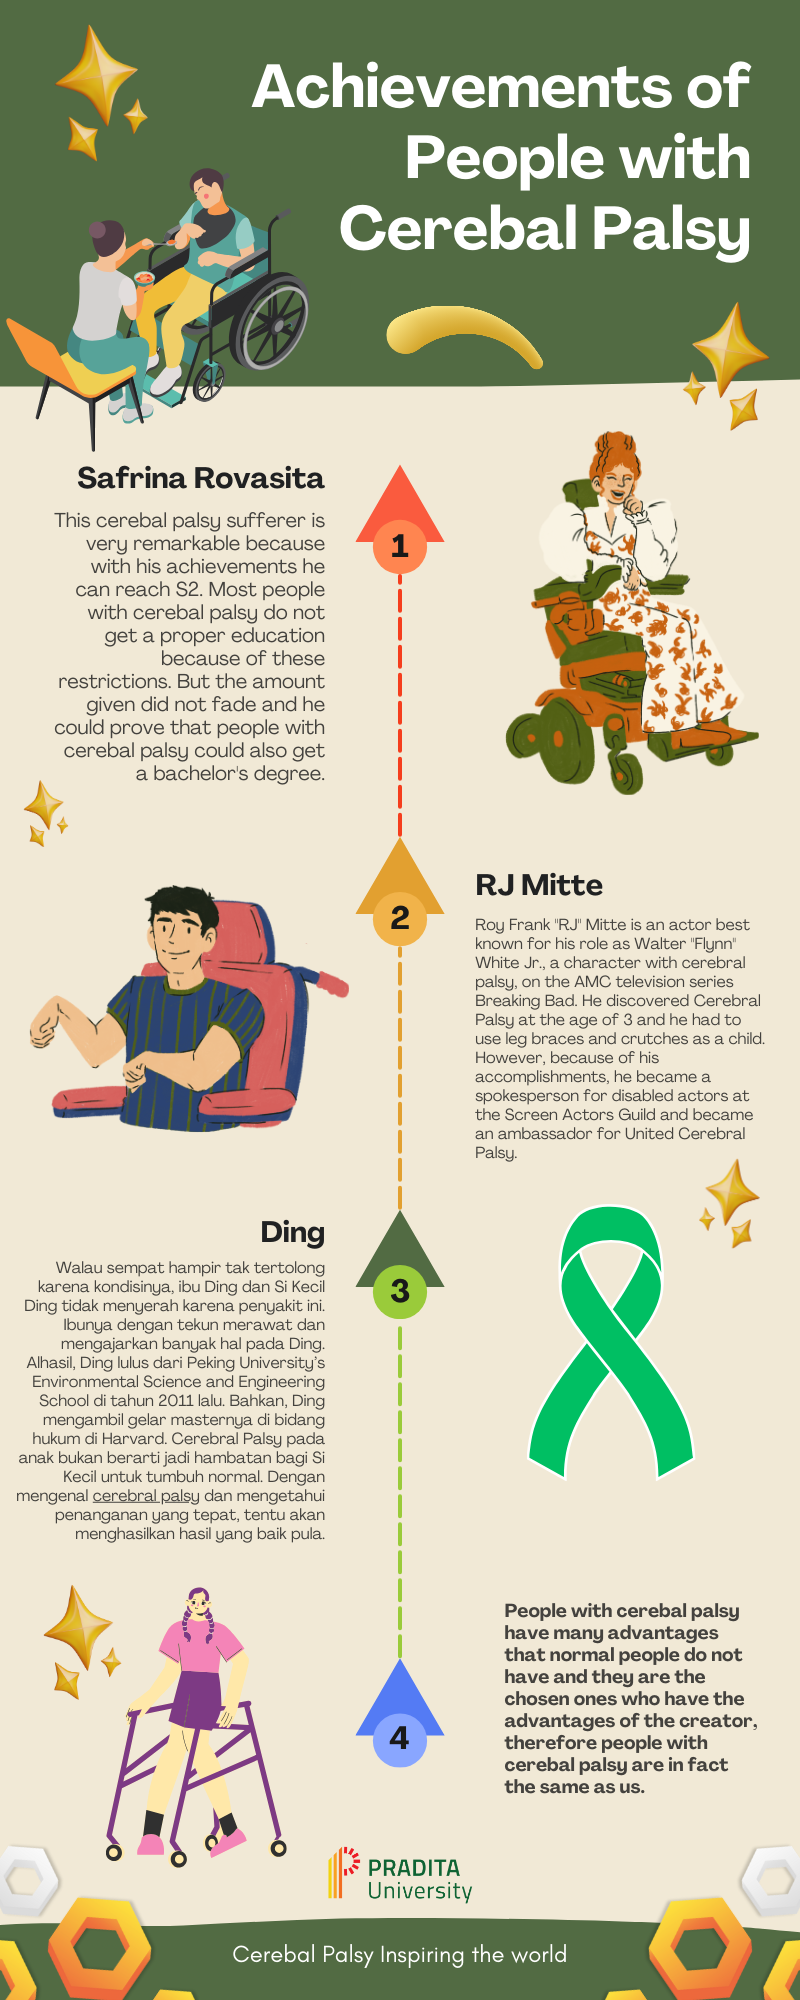 Achievements of
People with
Cerebal Palsy
Safrina Rovasita
This cerebal palsy sufferer is
very remarkable because
with his achievements he
can reach S2. Most people
with cerebal palsy do not
get a proper education
because of these
restrictions. But the amount
given did not fade and he
could prove that people with
cerebal palsy could also get
a bachelor's degree.
1
2
RJ Mitte
Roy Frank "RJ" Mitte is an actor best
known for his role as Walter "Flynn"
White Jr., a character with cerebral
palsy, on the AMC television series
Breaking Bad. He discovered Cerebral
Palsy at the age of 3 and he had to
use leg braces and crutches as a child.
However, because of his
accomplishments, he became a
spokesperson for disabled actors at
the Screen Actors Guild and became
an ambassador for United Cerebral
Palsy.
Ding
Walau sempat hampir tak tertolong
karena kondisinya, ibu Ding dan Si Kecil
Ding tidak menyerah karena penyakit ini.
Ibunya dengan tekun merawat dan
mengajarkan banyak hal pada Ding.
Alhasil, Ding lulus dari Peking University's
Environmental Science and Engineering
School di tahun 2011 lalu. Bahkan, Ding
mengambil gelar masternya di bidang
hukum di Harvard. Cerebral Palsy pada
anak bukan berarti jadi hambatan bagi Si
Kecil untuk tumbuh normal. Dengan
mengenal cerebral palsy dan mengetahui
penanganan yang tepat, tentu akan
menghasilkan hasil yang baik pula.
3
4
People with cerebal palsy
have many advantages
that normal people do not
have and they are the
chosen ones who have the
advantages of the creator,
therefore people with
cerebal palsy are in fact
the same as us.
PRADITA
University
Cerebal Palsy Inspiring the world